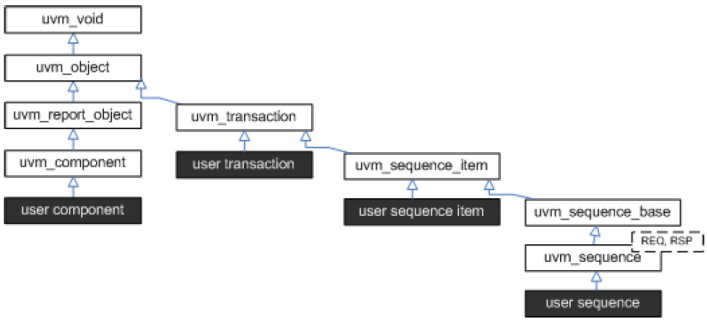 uvm_void
uvm_object
uvm_report_object
uvm_transaction
uvm_component
user transaction
uvm_sequence_item
user component
user sequence item
uvm_sequence_base
REQ, RSP
uvm_sequence
user sequence